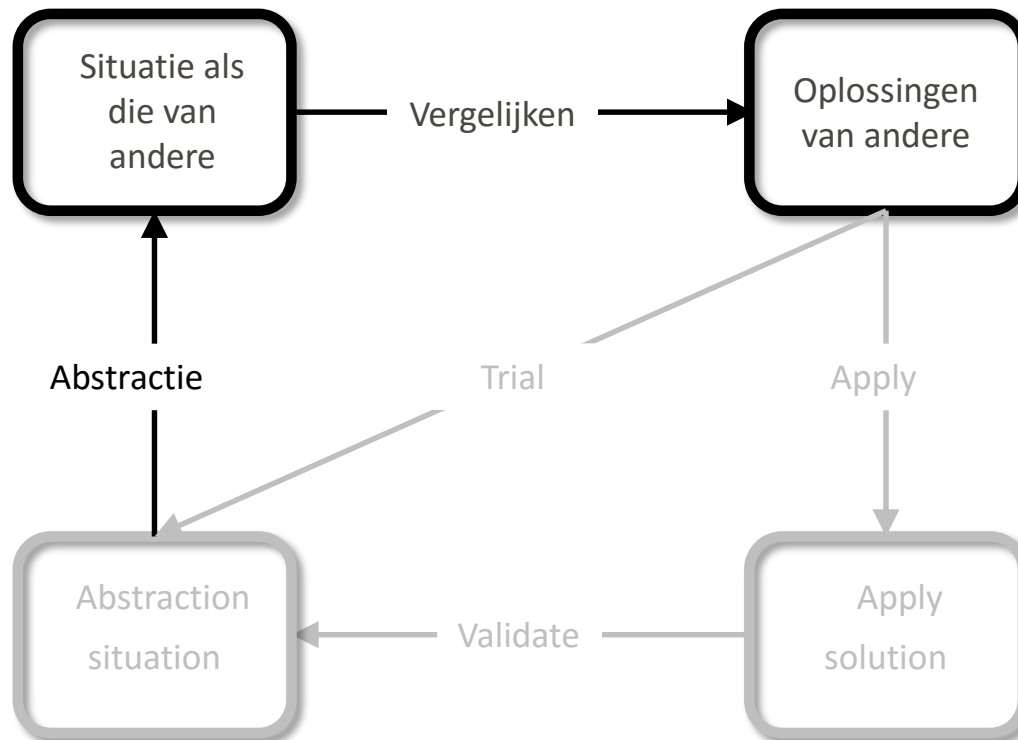 Situatie als
die van
andere
Vergelijken
Oplossingen
van andere
Abstractie
Trial
Apply
Abstraction
situation
Validate
Apply
solution